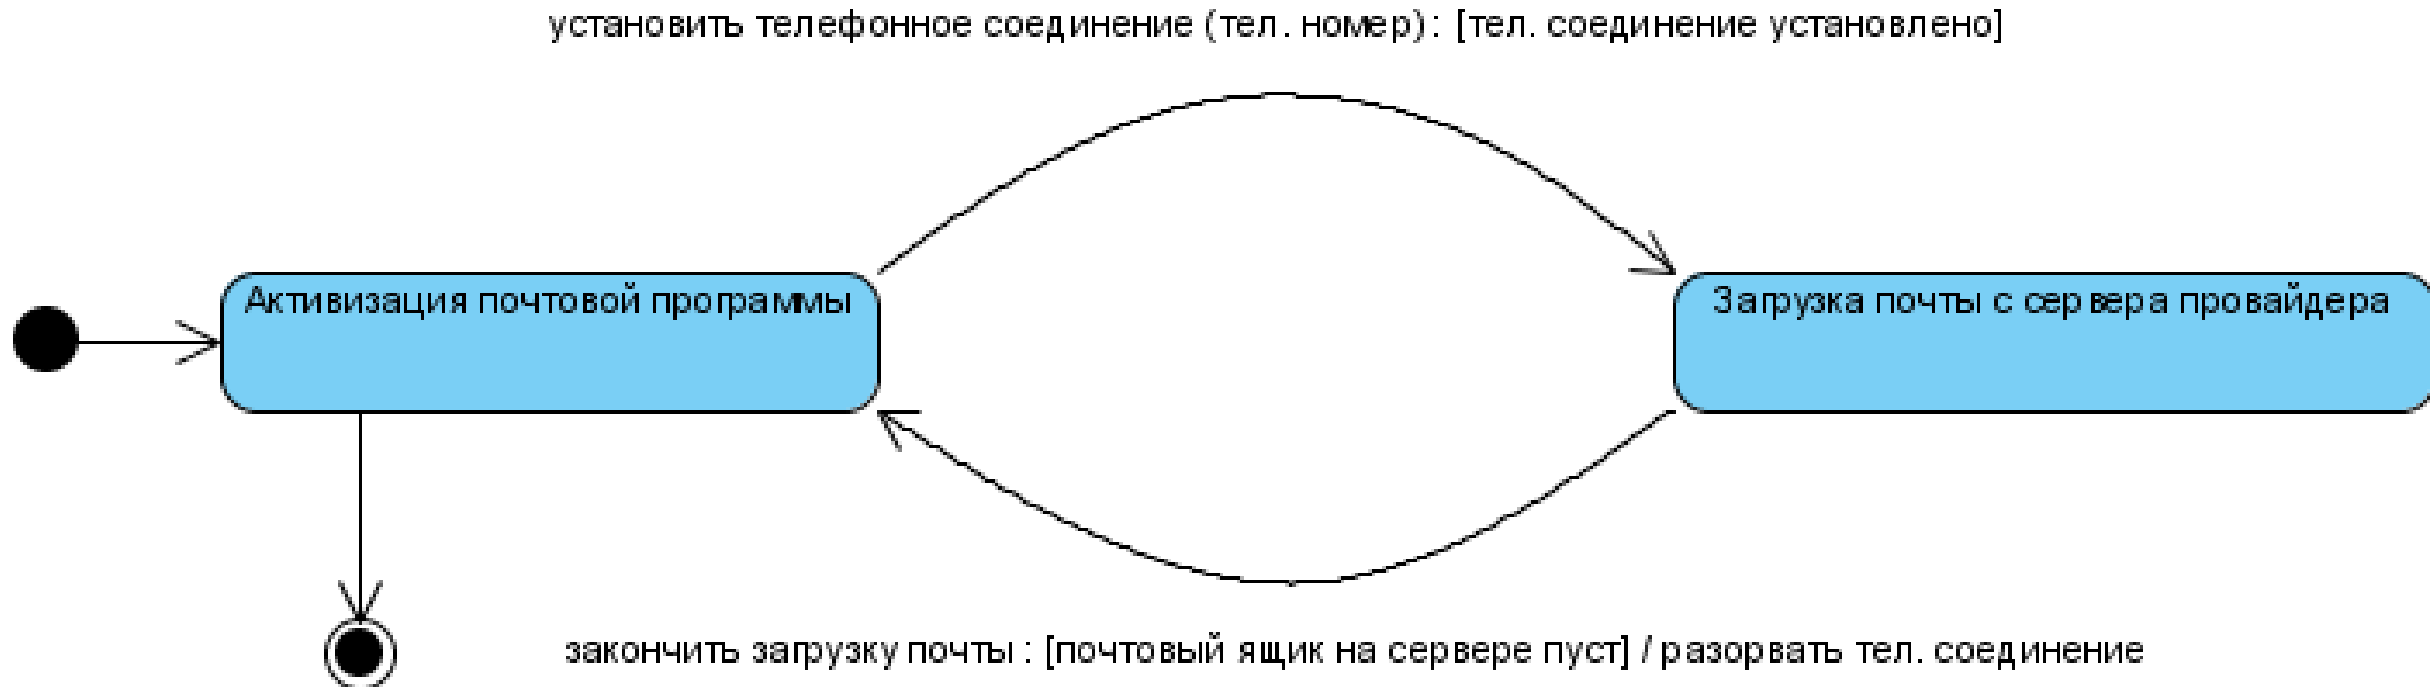 установить телефонное соединение (тел. номер) : [тел. соединение установлено]
Активизация почтовой программы
Загрузка почты с сервера провайдера
закончить загрузку почты : [почтовый ящик на сервере пуст] / разорвать тел. соединение